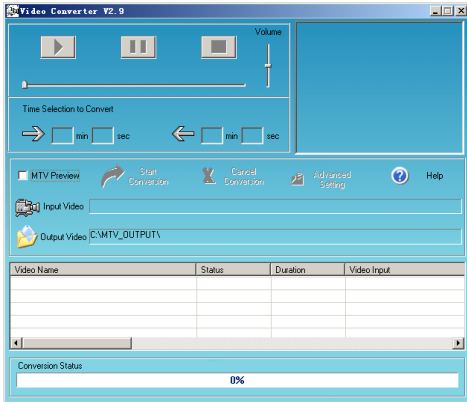 Video Converter V2.9
Volume
Time Selection to Convert
min sec min sec
MTV Preview Start Conversion Cancel Conversion Advanced Setting ? Help
Input Video
Output Video C:\MTV_OUTPUT\
Video Name Status Duration Video Input
Conversion Status
0%